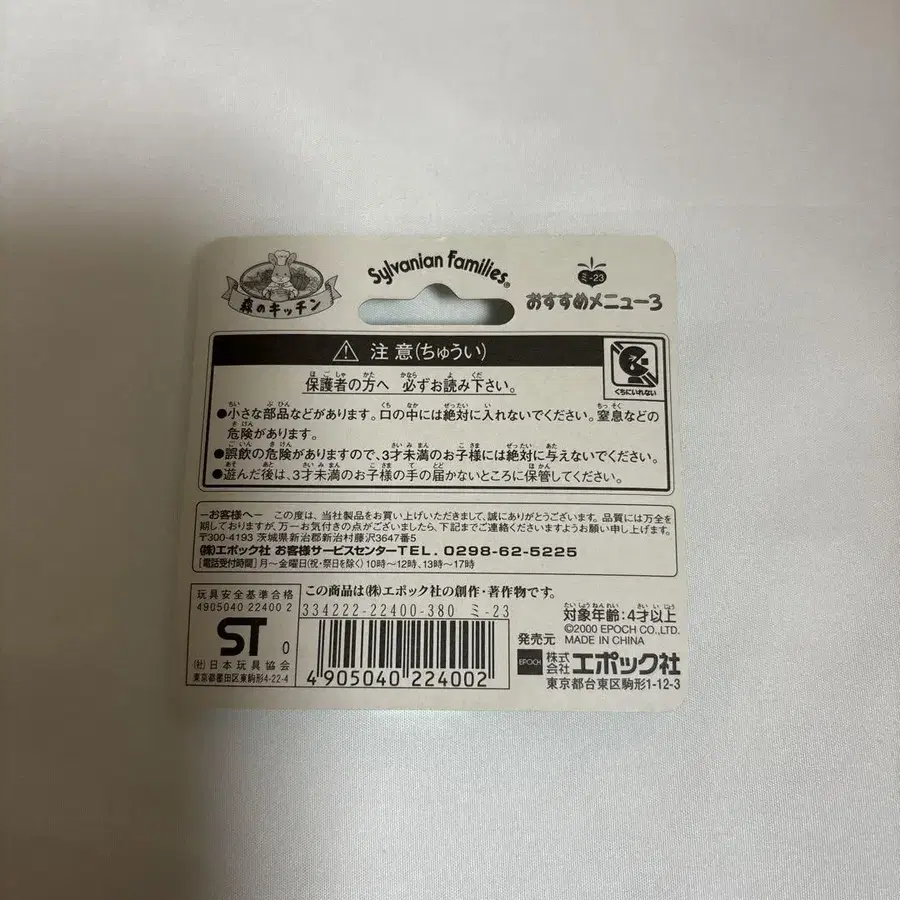 森のキッチン
Sylvanian Families®
ミ-23
おすすめメニュー3
⚠ 注意(ちゅうい)
くちにいれない
保護者の方へ 必ずお読み下さい。
●小さな部品などがあります。口の中には絶対に入れないでください。窒息などの
危険があります。
●誤飲の危険がありますので、3才未満のお子様には絶対に与えないでください。
●遊んだ後は、3才未満のお子様の手の届かないところに保管してください。
―お客様へ― この度は、当社製品をお買い上げいただきまして、誠にありがとうございます。品質には万全を
期しておりますが、万一お気付きの点がございましたら、下記までご連絡くださいますようお願い申し上げます。
〒300-4193 茨城県新治郡新治村藤沢3647番5
(株)エポック社 お客様サービスセンターTEL. 0298-62-5225
[電話受付時間]月〜金曜日(祝・祭日を除く)10時〜12時、13時〜17時
玩具安全基準合格
4905040 22400 2
ST 0
(社)日本玩具協会
東京都墨田区東駒形4-22-4
この商品は(株)エポック社の創作・著作物です。
334222-22400-380 ミ-23
4 905040 224002
対象年齢:4才以上
©2000 EPOCH CO., LTD.
MADE IN CHINA
発売元
EPOCH 株式会社エポック社
東京都台東区駒形1-12-3